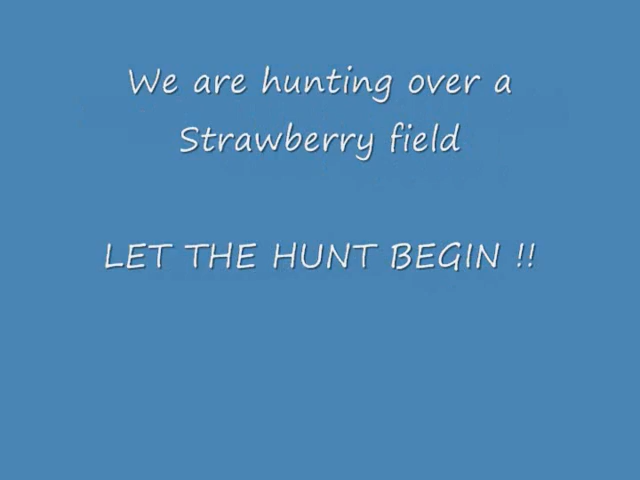 We are hunting over a
Strawberry field
LET THE HUNT BEGIN !!